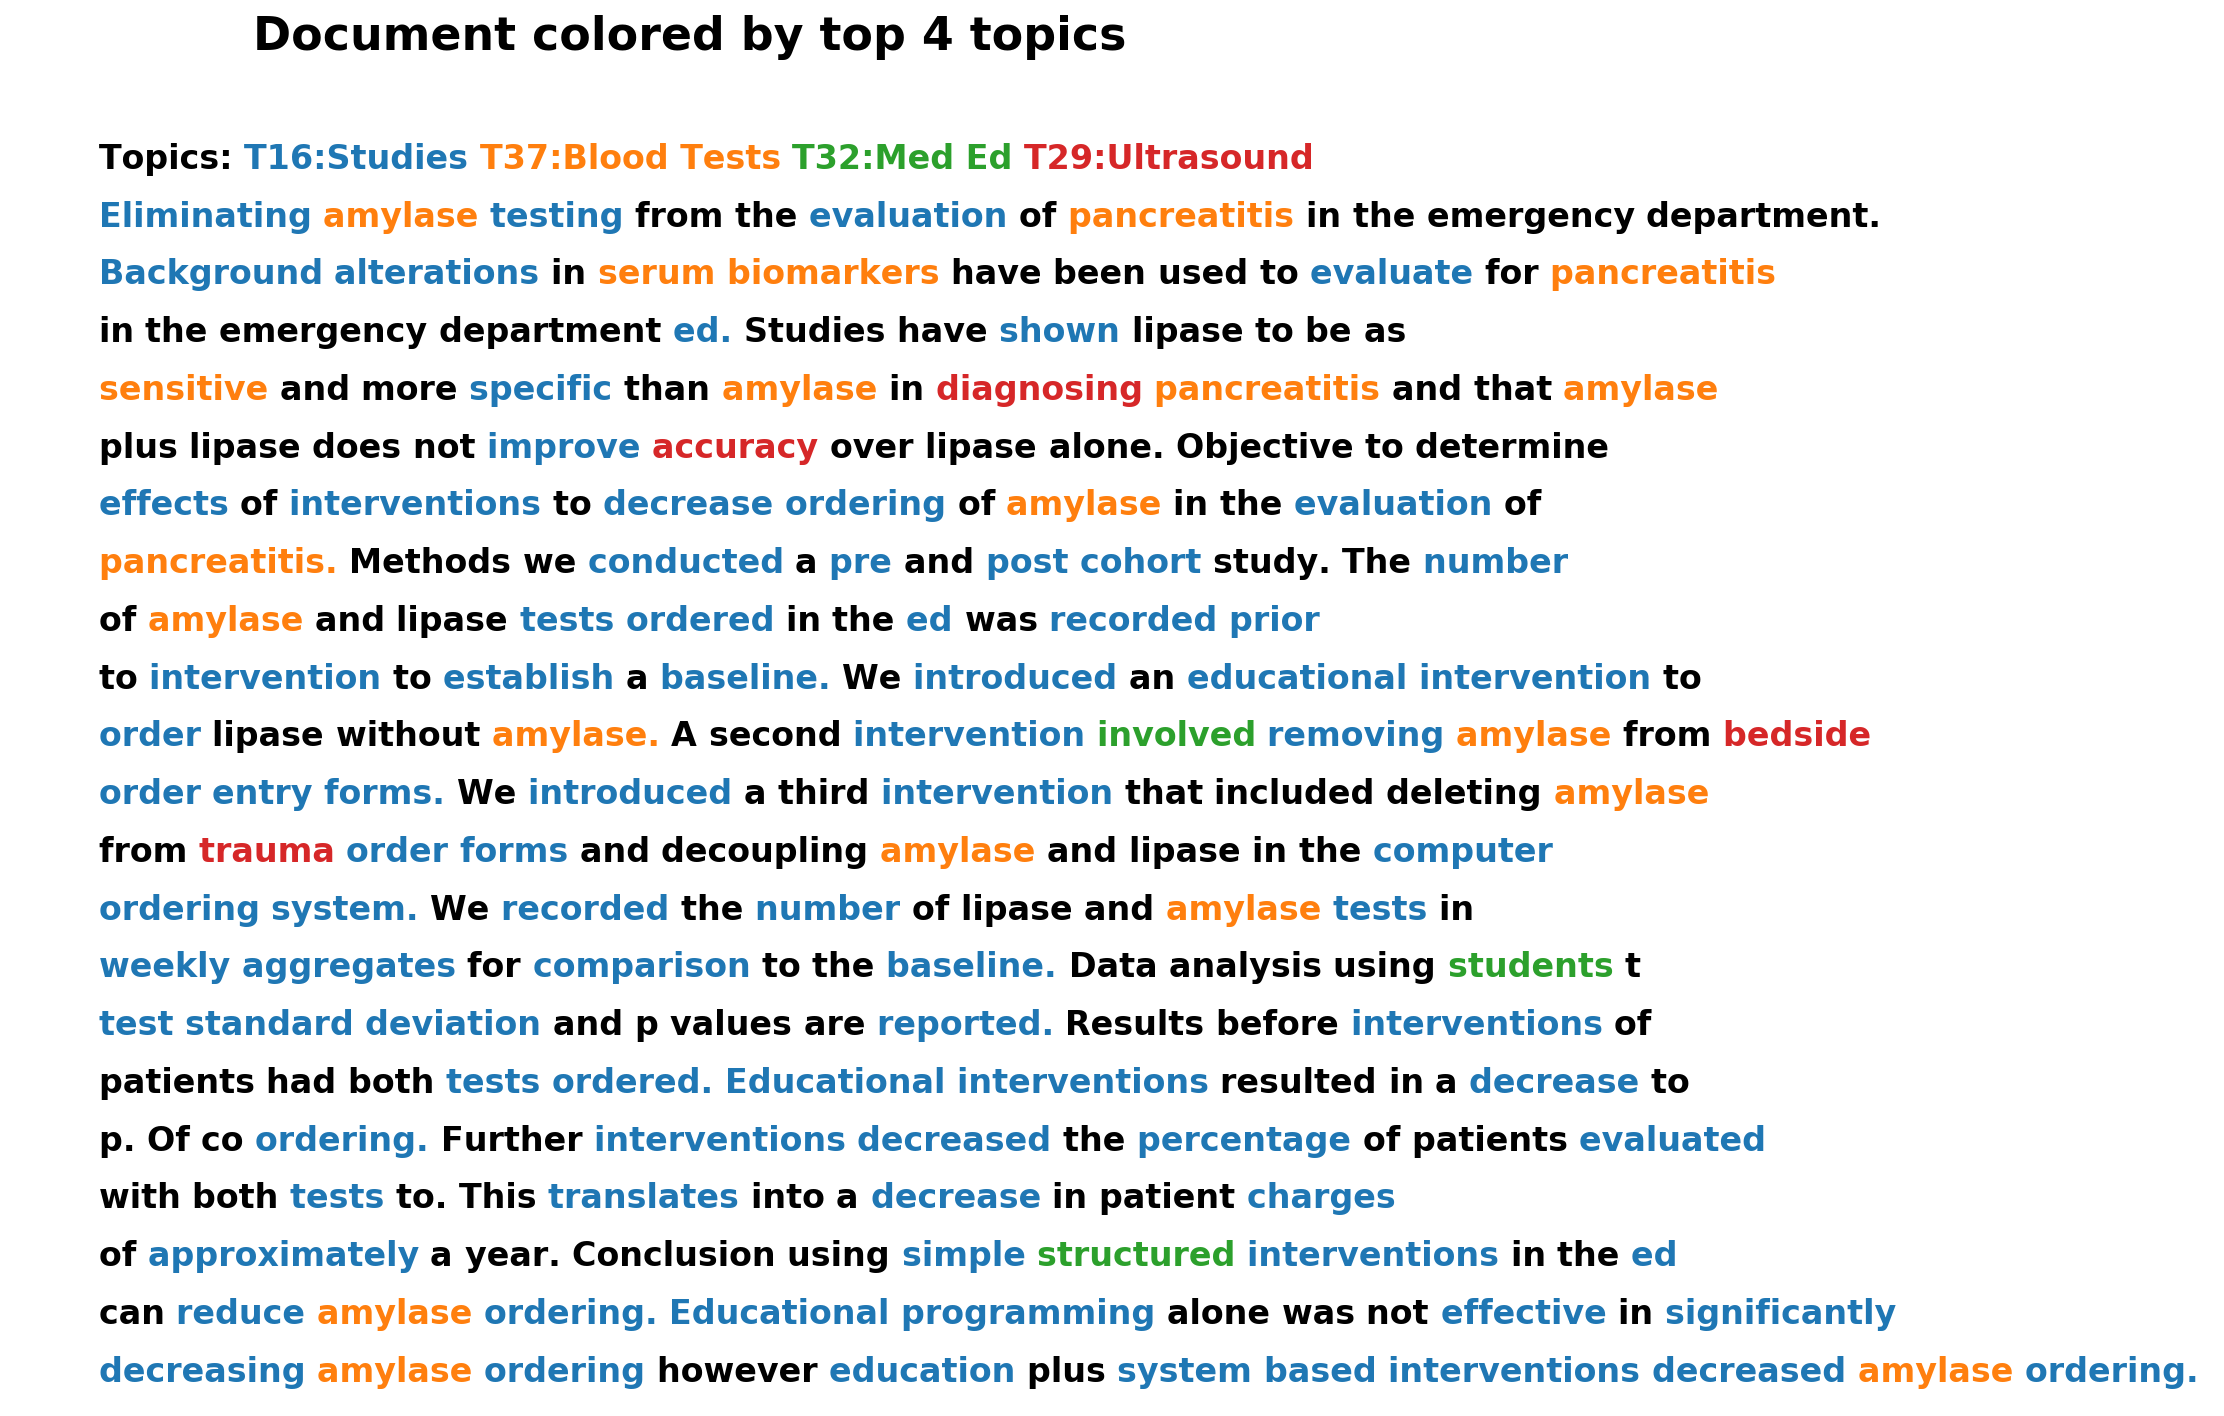 Document colored by top 4 topics
Topics: T16:Studies T37:Blood Tests T32:Med Ed T29:Ultrasound
Eliminating amylase testing from the evaluation of pancreatitis in the emergency department.
Background alterations in serum biomarkers have been used to evaluate for pancreatitis
in the emergency department ed. Studies have shown lipase to be as
sensitive and more specific than amylase in diagnosing pancreatitis and that amylase
plus lipase does not improve accuracy over lipase alone. Objective to determine
effects of interventions to decrease ordering of amylase in the evaluation of
pancreatitis. Methods we conducted a pre and post cohort study. The number
of amylase and lipase tests ordered in the ed was recorded prior
to intervention to establish a baseline. We introduced an educational intervention to
order lipase without amylase. A second intervention involved removing amylase from bedside
order entry forms. We introduced a third intervention that included deleting amylase
from trauma order forms and decoupling amylase and lipase in the computer
ordering system. We recorded the number of lipase and amylase tests in
weekly aggregates for comparison to the baseline. Data analysis using students t
test standard deviation and p values are reported. Results before interventions of
patients had both tests ordered. Educational interventions resulted in a decrease to
p. Of co ordering. Further interventions decreased the percentage of patients evaluated
with both tests to. This translates into a decrease in patient charges
of approximately a year. Conclusion using simple structured interventions in the ed
can reduce amylase ordering. Educational programming alone was not effective in significantly
decreasing amylase ordering however education plus system based interventions decreased amylase ordering.